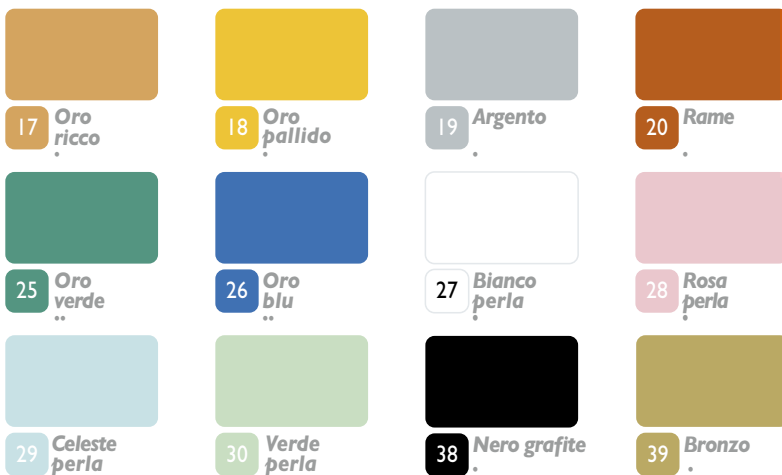 17 Oro
ricco
18 Oro
pallido
19 Argento
20 Rame
25 Oro
verde
26 Oro
blu
27 Bianco
perla
28 Rosa
perla
29 Celeste
perla
30 Verde
perla
38 Nero grafite
39 Bronzo